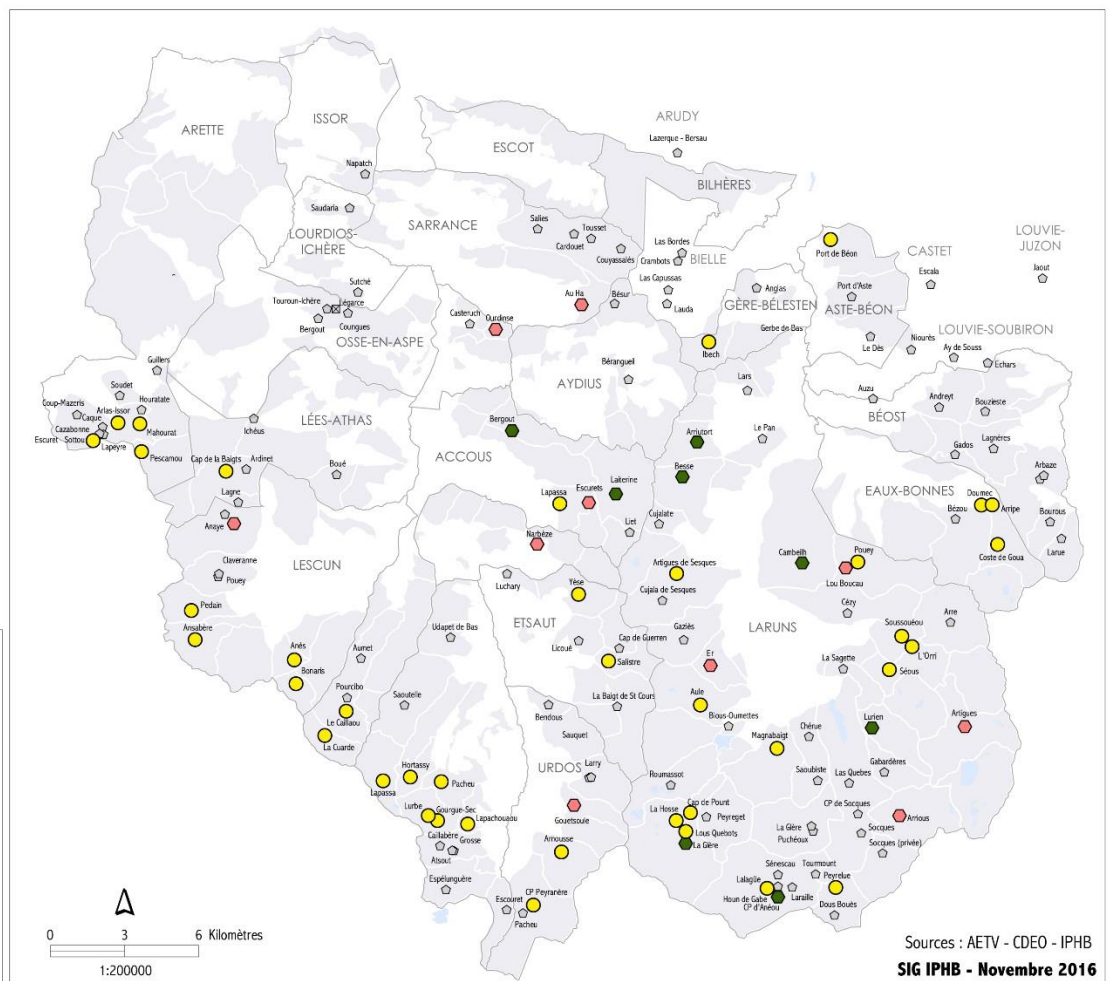 ARETTE
ISSOR
ESCOT
ARUDY
Lazerque - Bersau
BILHÈRES
Napatch
Saudaria
LOURDIOS-
ICHÈRE
SARRANCE
Salies
Tousset
Cardouet
Couyassalés
Las Bordes
Crambots
BIELLE
Las Capussas
Lauda
Port de Béon
CASTET
Escala
LOUVIE-
JUZON
Jaout
Sutché
Touroun-Ichère
Légarce
Bergout
Coungues
OSSE-EN-ASPE
Casteruch
Ourdinse
Au Ha
Bésur
Anglas
GÈRE-BÉLESTEN
Gerbe de Bas
Port d'Aste
ASTE-BÉON
Le Dès
Niourès
LOUVIE-SOUBIRON
Ay de Souss
Echars
Ibech
Guillers
Soudet
Coup-Mazeris
Houratate
Caque
Arlas-Issor
Cazabonne
Mahourat
Escuret
Sottou
Lapeyre
Pescamou
Ichéus
LÉES-ATHAS
Bérangueil
AYDIUS
Lars
Auzu
Andreyt
Bouzieste
BÉOST
Bergout
Arriutort
Le Pan
Gados
Lagnères
Cap de la Baigts
Ardinet
Boué
ACCOUS
Besse
Arbaze
EAUX-BONNES
Lagne
Anaye
Lapassa
Escurets
Lakerine
Liet
Cujalate
Bézou
Doumec
Arripe
Bourous
Coste de Goua
Larue
Narbèze
Claveranne
Pouey
LESCUN
Luchary
Cambeilh
Pouey
Lou Boucau
Artigues de Sesques
Cujala de Sesques
Yèse
Cézy
Arre
Pedain
Ansabère
Udapet de Bas
ETSAUT
Licoué
Cap de Guerren
Salistre
Gaziès
Er
LARUNS
Soussouéou
L'Orri
La Sagette
Séous
Anès
Bonaris
Aumet
Pourcibo
Le Caillaou
La Cuarde
Saoutelle
La Baigt de St Cours
Bendous
Aule
Bious-Oumettes
Magnabaigt
Chérue
Lurien
Artigues
Sauquet
URDOS
Larry
Roumassot
Saoubiste
Las Quebes
Gabardères
Hortassy
Lapassa
Pacheu
Lurbe
Gourgue-Sec
Lapachouaou
Caillabère
Grosse
Atsout
Espélunguère
Gouetsoule
Arnousse
La Hosse
Cap de Pount
Peyreget
Lous Quebots
La Glère
La Glère
Puchéoux
CP de Socques
Socques
Arrious
Socques (privée)
Escouret
CP Peyranère
Pacheu
Sénescau
Lalagüe
Houn de Gabe
CP d'Anéou
Laraille
Tourmount
Peyrelue
Dous Bouès
0 3 6 Kilomètres
1:200000
Sources : AETV - CDEO - IPHB
SIG IPHB - Novembre 2016